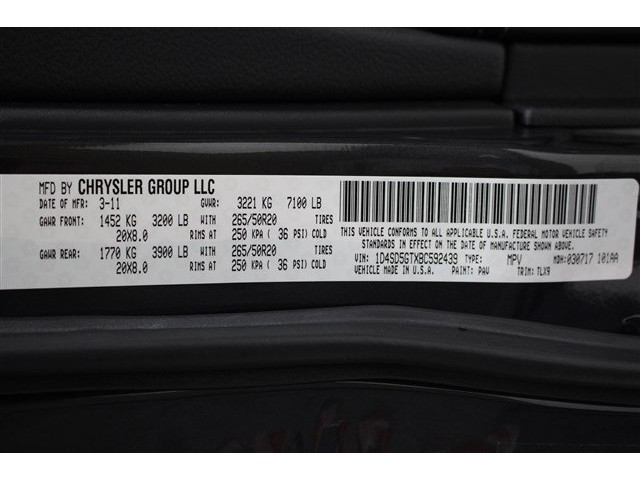 MFD BY CHRYSLER GROUP LLC
DATE OF MFR: 3-11 GVWR: 3221 KG 7100 LB
GAWR FRONT: 1452 KG 3200 LB WITH 265/50R20 TIRES
20X8.0 RIMS AT 250 KPA ( 36 PSI) COLD
GAWR REAR: 1770 KG 3900 LB WITH 265/50R20 TIRES
20X8.0 RIMS AT 250 KPA ( 36 PSI) COLD
THIS VEHICLE CONFORMS TO ALL APPLICABLE U.S.A. FEDERAL MOTOR VEHICLE SAFETY
STANDARDS IN EFFECT ON THE DATE OF MANUFACTURE SHOWN ABOVE.
VIN: 1D4SD5GTXBC592439 TYPE: MPV MDH: 030717 101AA
VEHICLE MADE IN U.S.A. PAINT: PAV TRIM: TLX9